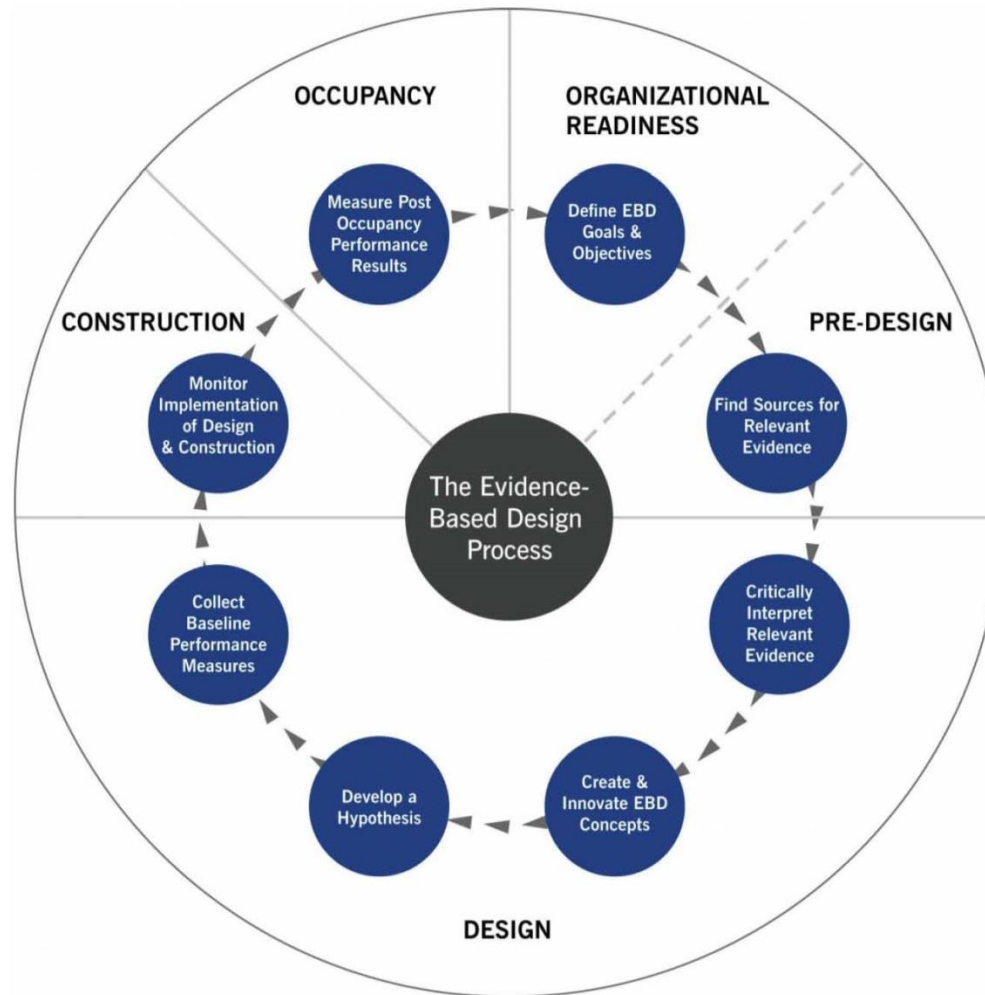 OCCUPANCY
ORGANIZATIONAL
READINESS
Measure Post
Occupancy
Performance
Results
Define EBD
Goals &
Objectives
CONSTRUCTION
PRE-DESIGN
Monitor
Implementation
of Design
& Construction
Find Sources for
Relevant
Evidence
The Evidence-
Based Design
Process
Collect
Baseline
Performance
Measures
Critically
Interpret
Relevant
Evidence
Develop a
Hypothesis
Create &
Innovate EBD
Concepts
DESIGN